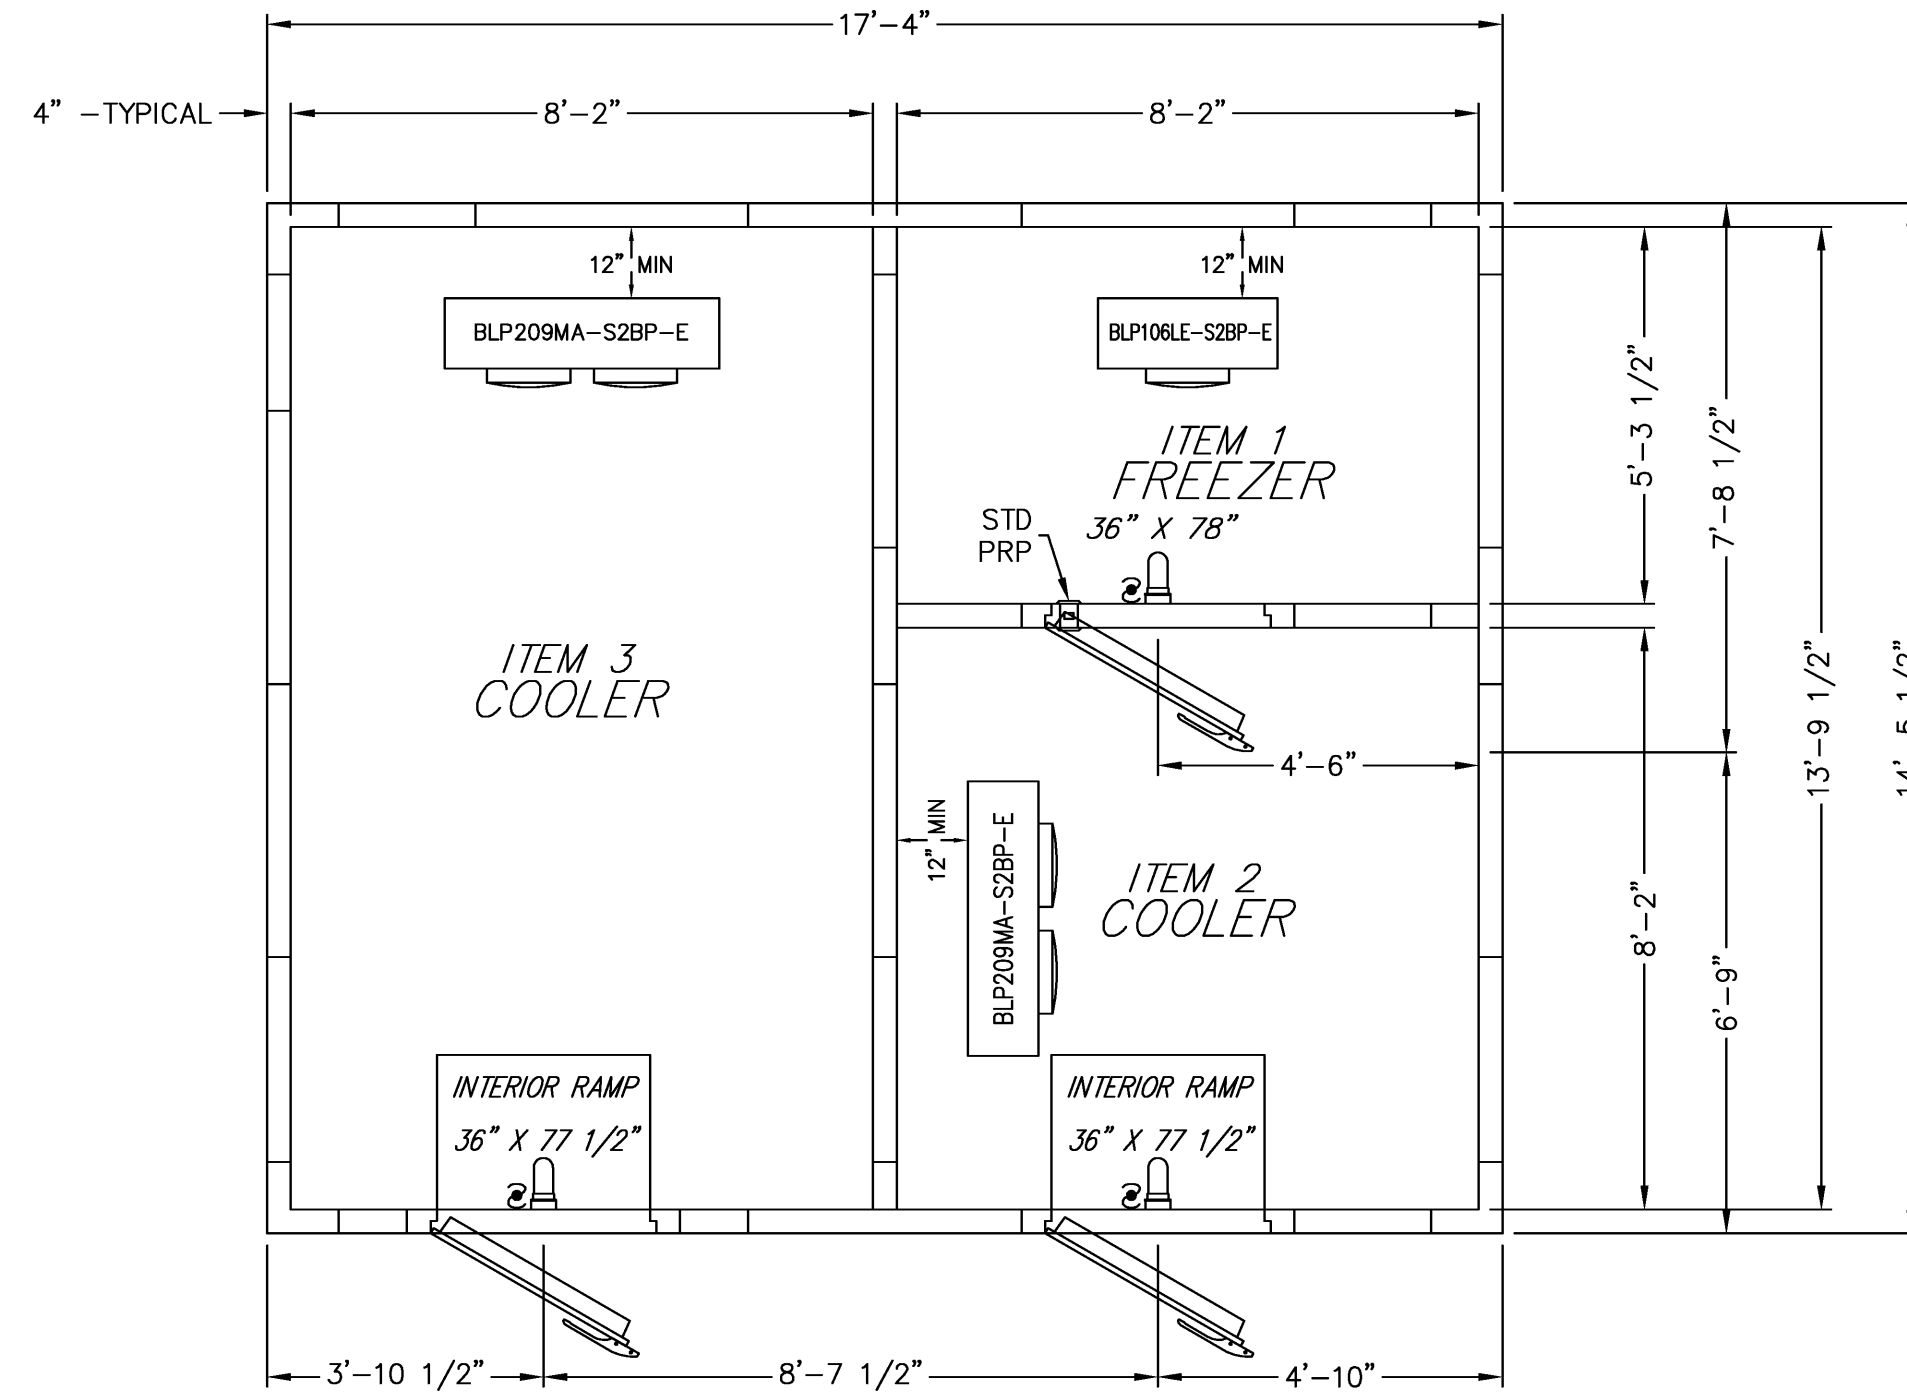 17'-4"
4" -TYPICAL
8'-2"
8'-2"
12" MIN
12" MIN
BLP209MA-S2BP-E
BLP106LE-S2BP-E
ITEM 1
FREEZER
36" X 78"
STD
PRP
5'-3 1/2"
7'-8 1/2"
13'-9 1/2"
ITEM 3
COOLER
4'-6"
12" MIN
BLP209MA-S2BP-E
ITEM 2
COOLER
8'-2"
6'-9"
INTERIOR RAMP
36" X 77 1/2"
INTERIOR RAMP
36" X 77 1/2"
3'-10 1/2"
8'-7 1/2"
4'-10"